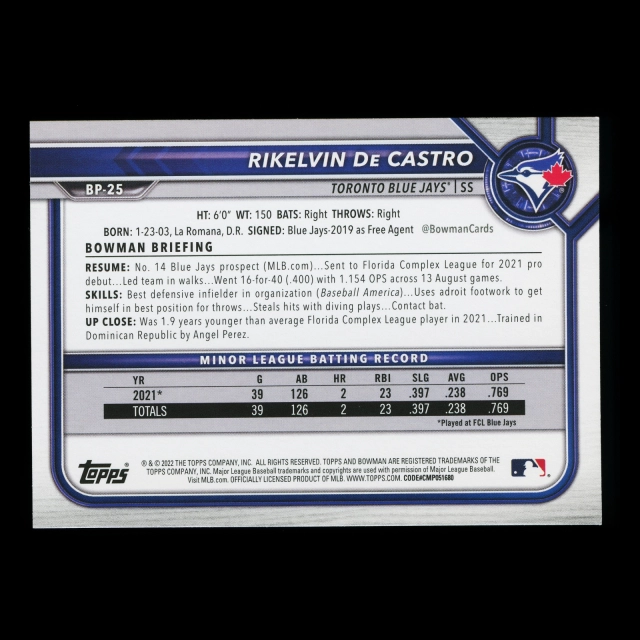 RIKELVIN DE CASTRO
BP-25
TORONTO BLUE JAYS® | SS
HT: 6'0" WT: 150 BATS: Right THROWS: Right
BORN: 1-23-03, La Romana, D.R. SIGNED: Blue Jays-2019 as Free Agent @BowmanCards
BOWMAN BRIEFING
RESUME: No. 14 Blue Jays prospect (MLB.com)...Sent to Florida Complex League for 2021 pro
debut...Led team in walks...Went 16-for-40 (.400) with 1.154 OPS across 13 August games.
SKILLS: Best defensive infielder in organization (Baseball America)...Uses adroit footwork to get
himself in best position for throws...Steals hits with diving plays...Contact bat.
UP CLOSE: Was 1.9 years younger than average Florida Complex League player in 2021...Trained in
Dominican Republic by Angel Perez.
MINOR LEAGUE BATTING RECORD
YR G AB HR RBI SLG AVG OPS
2021* 39 126 2 23 .397 .238 .769
TOTALS 39 126 2 23 .397 .238 .769
*Played at FCL Blue Jays
Topps®
® & © 2022 THE TOPPS COMPANY, INC. ALL RIGHTS RESERVED. TOPPS AND BOWMAN ARE REGISTERED TRADEMARKS OF THE
TOPPS COMPANY, INC. Major League Baseball trademarks and copyrights are used with permission of Major League Baseball.
Visit MLB.com. OFFICIALLY LICENSED PRODUCT OF MLB. WWW.TOPPS.COM. CODE#CMP051680